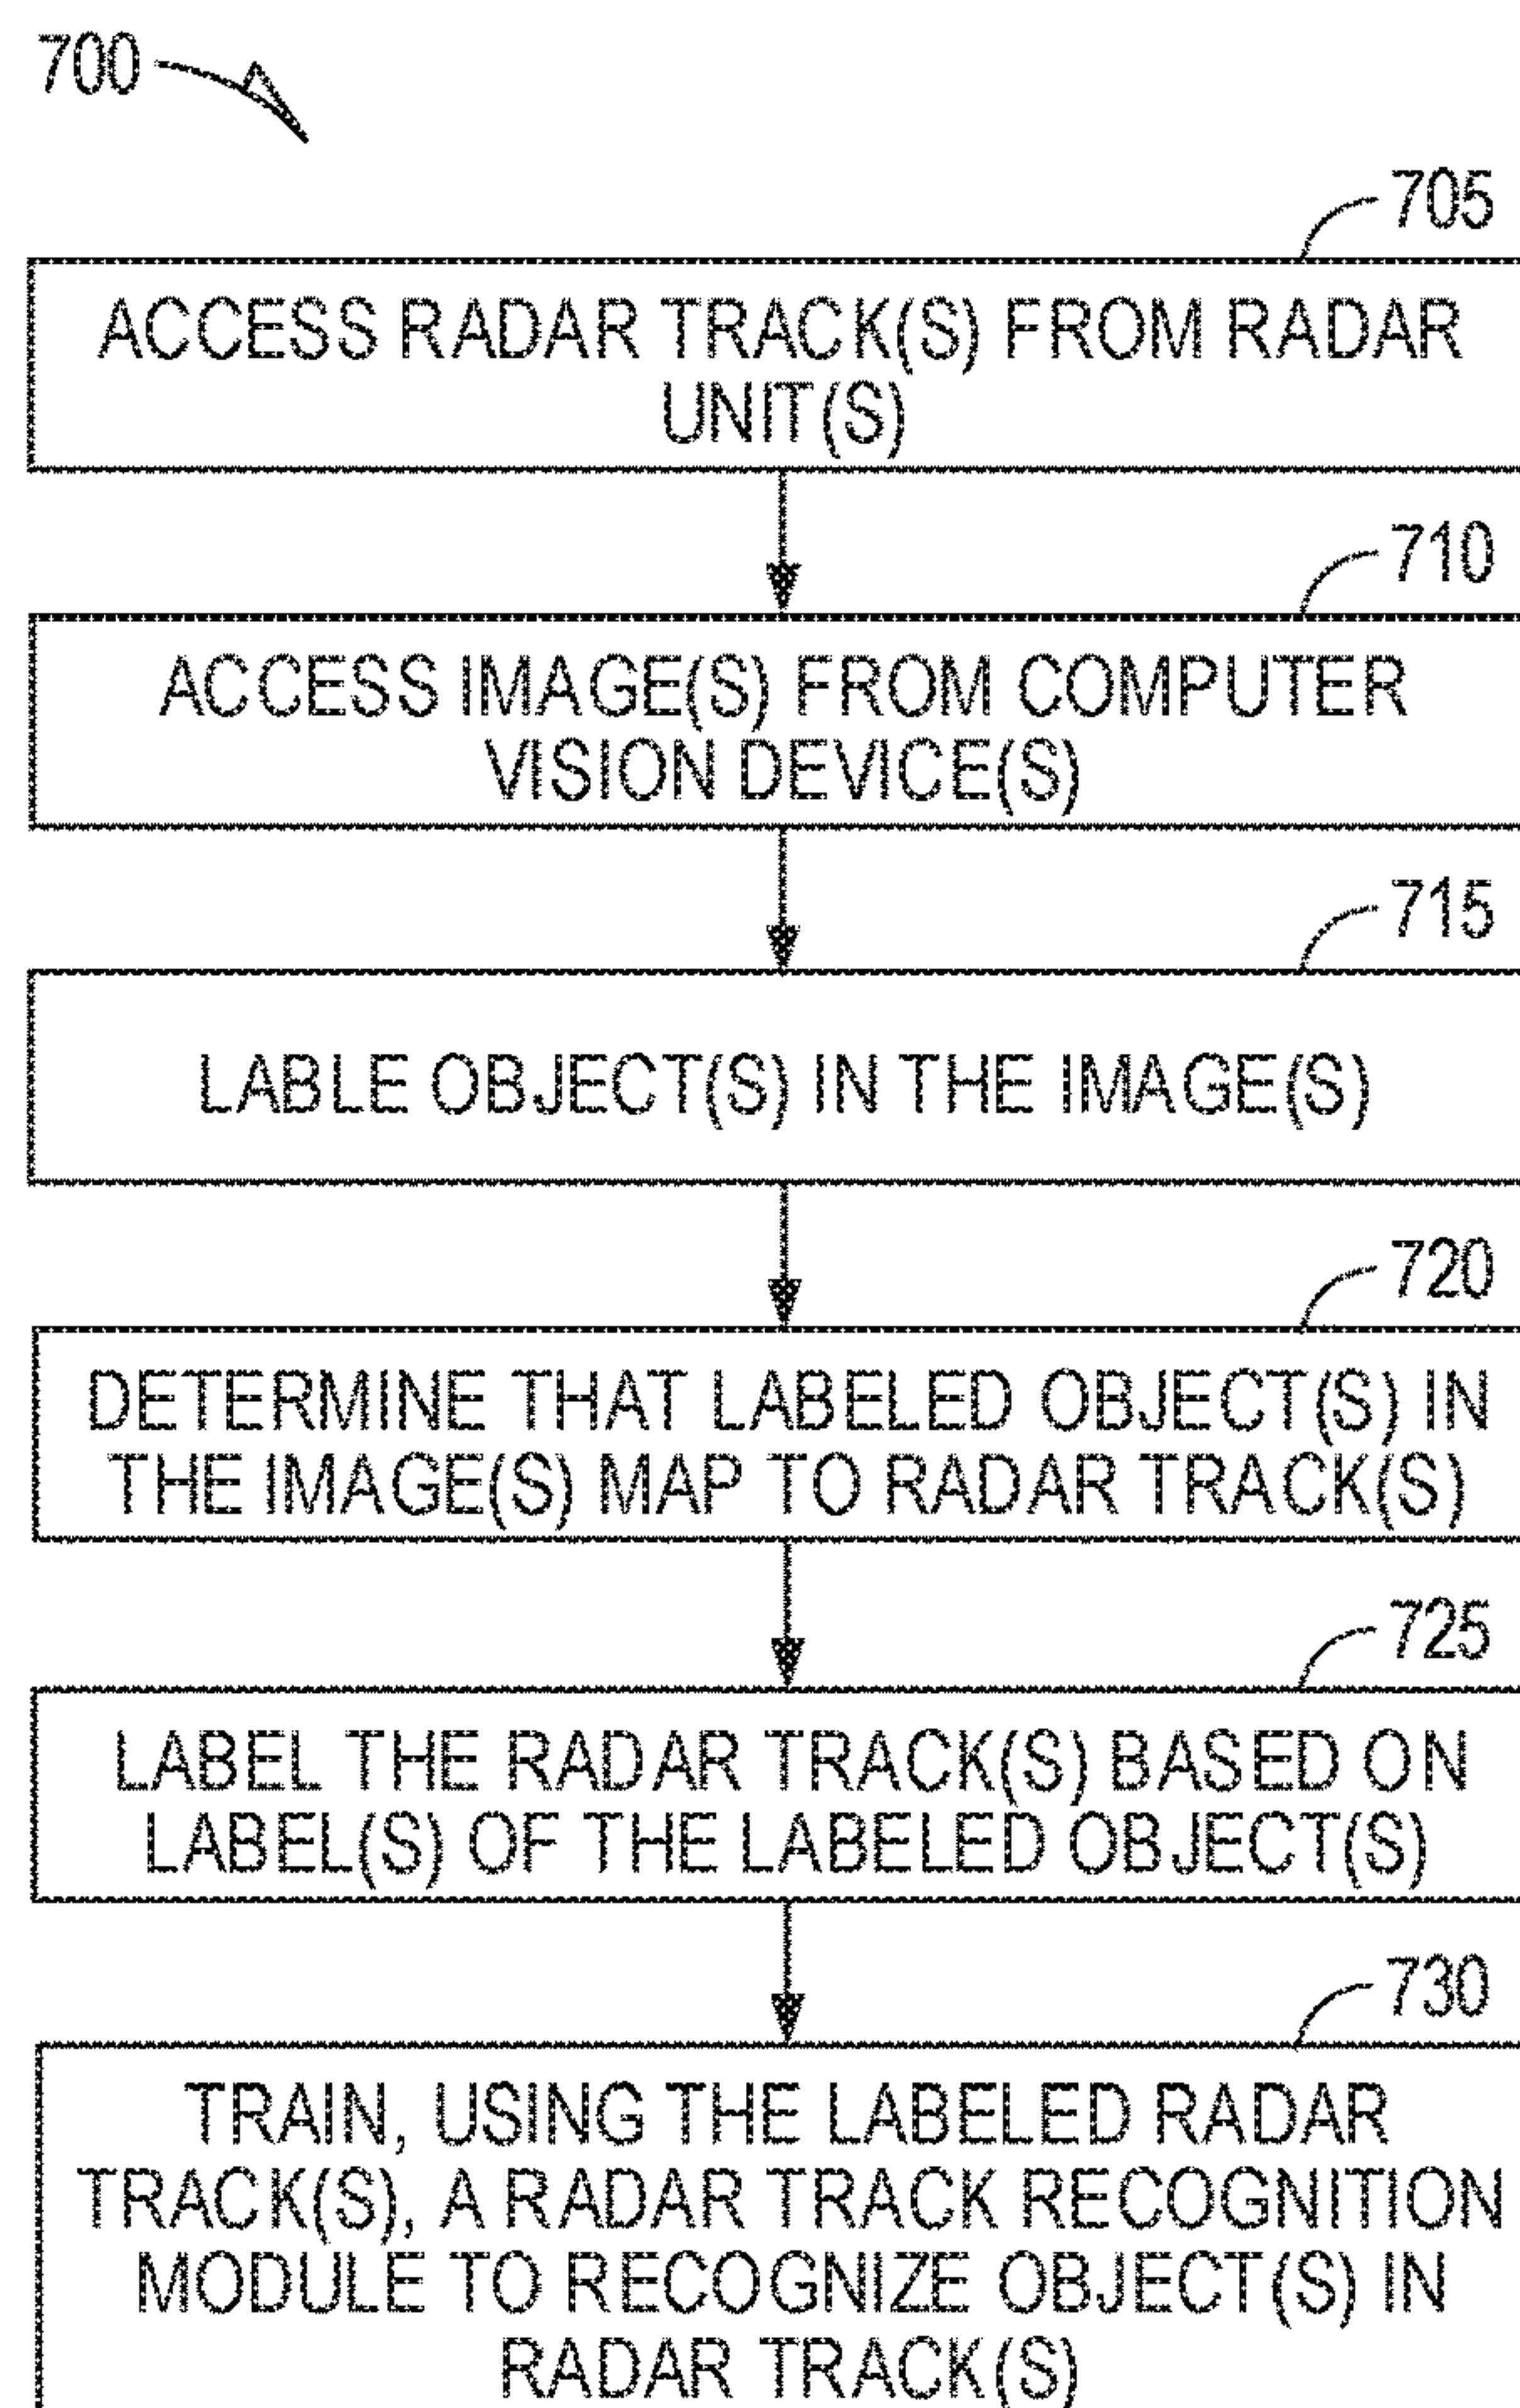 700
705
ACCESS RADAR TRACK(S) FROM RADAR
UNIT(S)
710
ACCESS IMAGE(S) FROM COMPUTER
VISION DEVICE(S)
715
LABLE OBJECT(S) IN THE IMAGE(S)
720
DETERMINE THAT LABELED OBJECT(S) IN
THE IMAGE(S) MAP TO RADAR TRACK(S)
725
LABEL THE RADAR TRACK(S) BASED ON
LABEL(S) OF THE LABELED OBJECT(S)
730
TRAIN, USING THE LABELED RADAR
TRACK(S), A RADAR TRACK RECOGNITION
MODULE TO RECOGNIZE OBJECT(S) IN
RADAR TRACK(S)